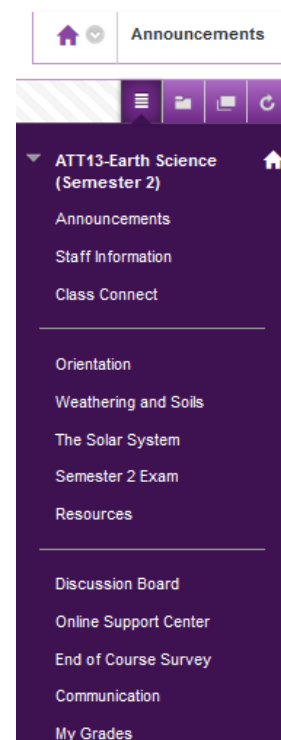 Announcements
ATT13-Earth Science
(Semester 2)
Announcements
Staff Information
Class Connect
Orientation
Weathering and Soils
The Solar System
Semester 2 Exam
Resources
Discussion Board
Online Support Center
End of Course Survey
Communication
My Grades